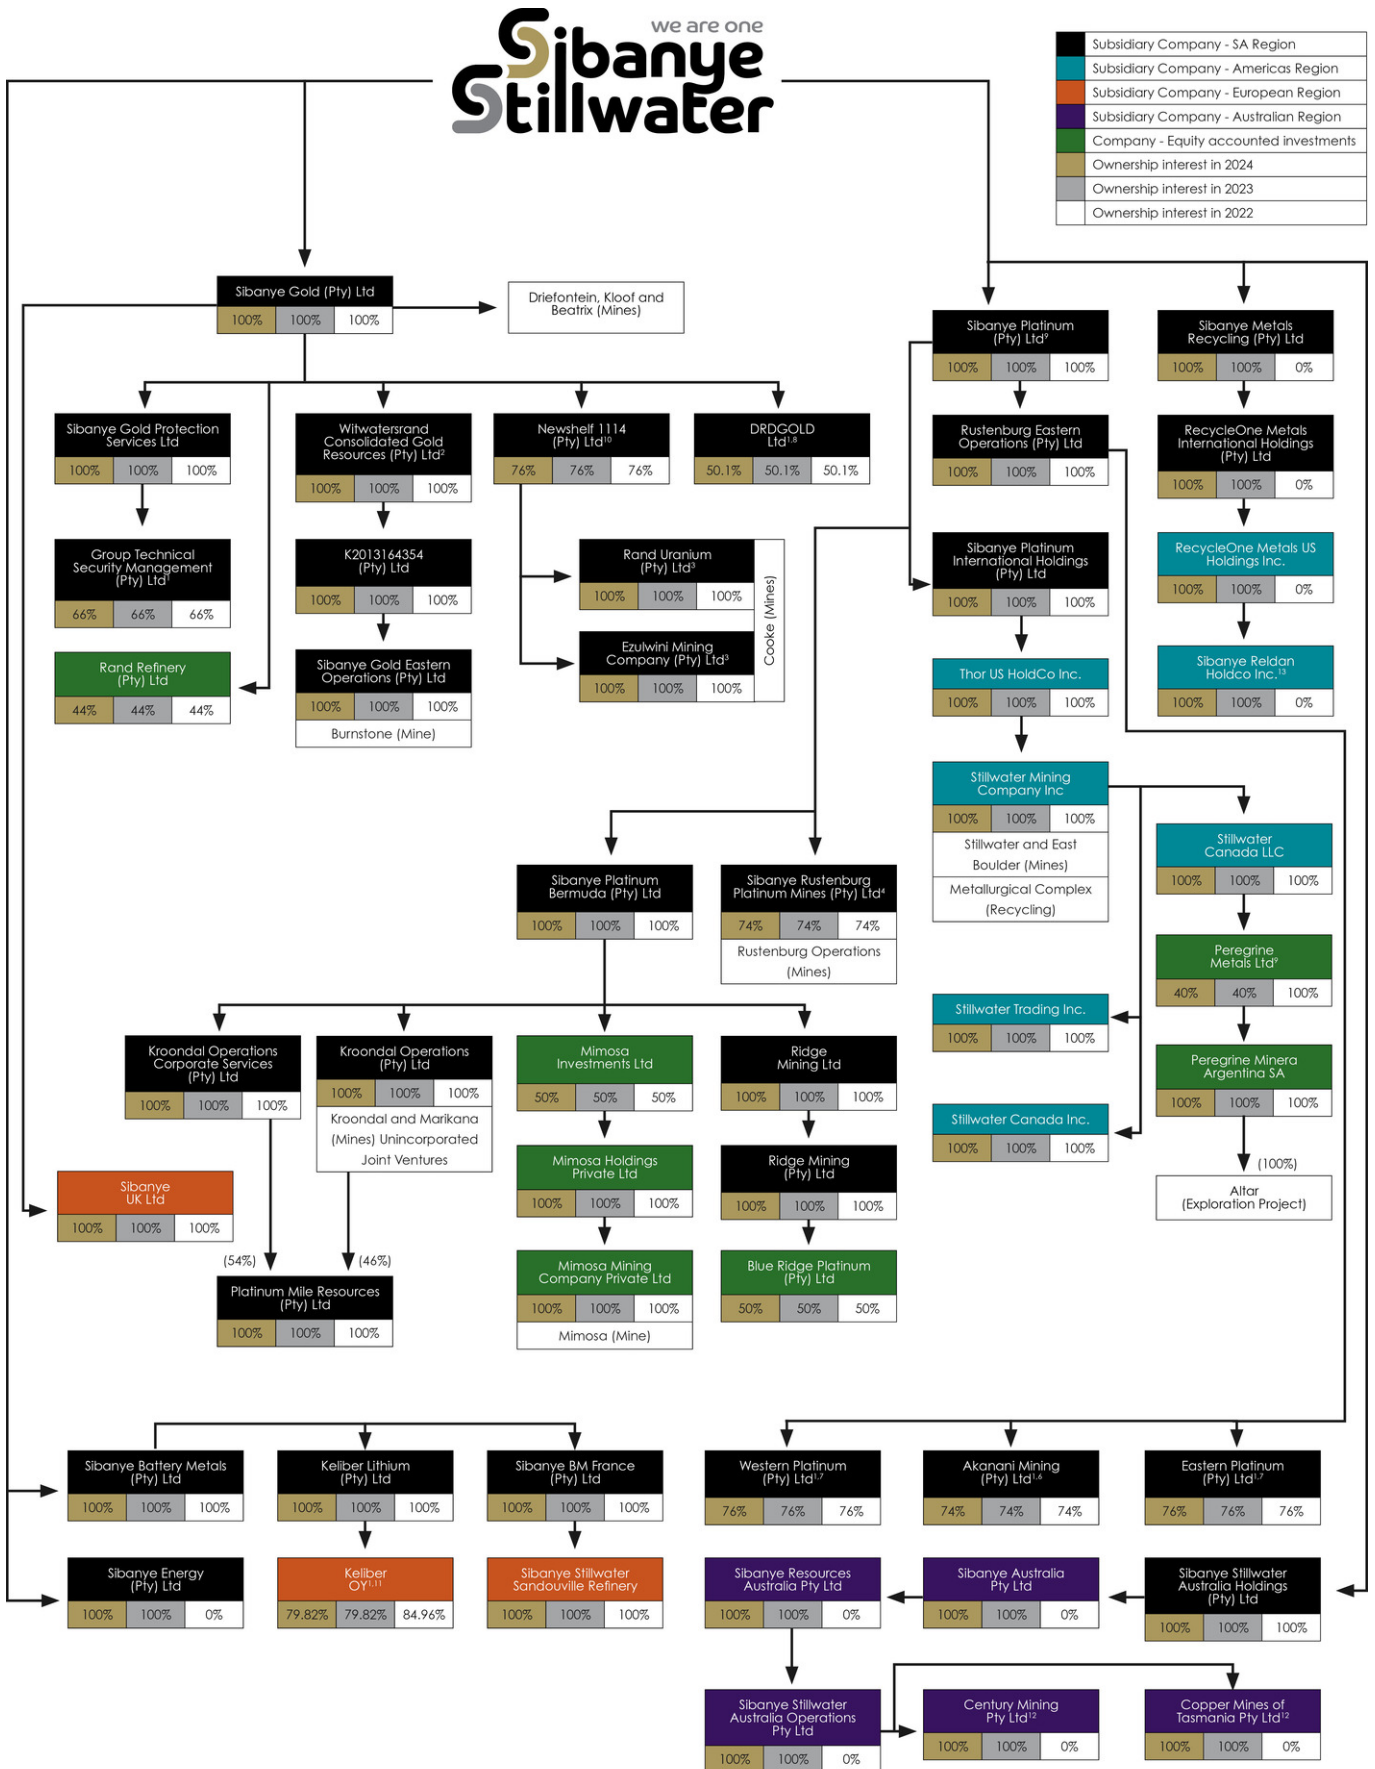 we are one
Sibanye
Stillwater
Subsidiary Company - SA Region
Subsidiary Company - Americas Region
Subsidiary Company - European Region
Subsidiary Company - Australian Region
Company - Equity accounted investments
Ownership interest in 2024
Ownership interest in 2023
Ownership interest in 2022
Sibanye Gold (Pty) Ltd
100% 100% 100%
Driefontein, Kloof and
Beatrix (Mines)
Sibanye Platinum
(Pty) Ltd⁹
100% 100% 100%
Sibanye Metals
Recycling (Pty) Ltd
100% 100% 0%
Sibanye Gold Protection
Services Ltd
100% 100% 100%
Witwatersrand
Consolidated Gold
Resources (Pty) Ltd²
100% 100% 100%
Newshelf 1114
(Pty) Ltd¹⁰
76% 76% 76%
DRDGOLD
Ltd¹,⁸
50.1% 50.1% 50.1%
Rustenburg Eastern
Operations (Pty) Ltd
100% 100% 100%
RecycleOne Metals
International Holdings
(Pty) Ltd
100% 100% 0%
Group Technical
Security Management
(Pty) Ltd¹
66% 66% 66%
K2013164354
(Pty) Ltd
100% 100% 100%
Rand Uranium
(Pty) Ltd³
100% 100% 100%
Cooke (Mines)
Sibanye Platinum
International Holdings
(Pty) Ltd
100% 100% 100%
RecycleOne Metals US
Holdings Inc.
100% 100% 0%
Rand Refinery
(Pty) Ltd
44% 44% 44%
Sibanye Gold Eastern
Operations (Pty) Ltd
100% 100% 100%
Burnstone (Mine)
Ezulwini Mining
Company (Pty) Ltd³
100% 100% 100%
Thor US HoldCo Inc.
100% 100% 100%
Sibanye Reldan
Holdco Inc.¹³
100% 100% 0%
Stillwater Mining
Company Inc
100% 100% 100%
Stillwater and East
Boulder (Mines)
Metallurgical Complex
(Recycling)
Stillwater
Canada LLC
100% 100% 100%
Sibanye Platinum
Bermuda (Pty) Ltd
100% 100% 100%
Sibanye Rustenburg
Platinum Mines (Pty) Ltd⁴
74% 74% 74%
Rustenburg Operations
(Mines)
Peregrine
Metals Ltd⁹
40% 40% 100%
Stillwater Trading Inc.
100% 100% 100%
Kroondal Operations
Corporate Services
(Pty) Ltd
100% 100% 100%
Kroondal Operations
(Pty) Ltd
100% 100% 100%
Kroondal and Marikana
(Mines) Unincorporated
Joint Ventures
Mimosa
Investments Ltd
50% 50% 50%
Ridge
Mining Ltd
100% 100% 100%
Peregrine Minera
Argentina SA
100% 100% 100%
Stillwater Canada Inc.
100% 100% 100%
Mimosa Holdings
Private Ltd
100% 100% 100%
Ridge Mining
(Pty) Ltd
100% 100% 100%
(100%)
Altar
(Exploration Project)
Sibanye
UK Ltd
100% 100% 100%
(54%)
(46%)
Platinum Mile Resources
(Pty) Ltd
100% 100% 100%
Mimosa Mining
Company Private Ltd
100% 100% 100%
Mimosa (Mine)
Blue Ridge Platinum
(Pty) Ltd
50% 50% 50%
Sibanye Battery Metals
(Pty) Ltd
100% 100% 100%
Keliber Lithium
(Pty) Ltd
100% 100% 100%
Sibanye BM France
(Pty) Ltd
100% 100% 100%
Western Platinum
(Pty) Ltd¹,⁷
76% 76% 76%
Akanani Mining
(Pty) Ltd¹,⁶
74% 74% 74%
Eastern Platinum
(Pty) Ltd¹,⁷
76% 76% 76%
Sibanye Energy
(Pty) Ltd
100% 100% 0%
Keliber
OY¹,¹¹
79.82% 79.82% 84.96%
Sibanye Stillwater
Sandouville Refinery
100% 100% 100%
Sibanye Resources
Australia Pty Ltd
100% 100% 0%
Sibanye Australia
Pty Ltd
100% 100% 0%
Sibanye Stillwater
Australia Holdings
(Pty) Ltd
100% 100% 100%
Sibanye Stillwater
Australia Operations
Pty Ltd
100% 100% 0%
Century Mining
Pty Ltd¹²
100% 100% 0%
Copper Mines of
Tasmania Pty Ltd¹²
100% 100% 0%